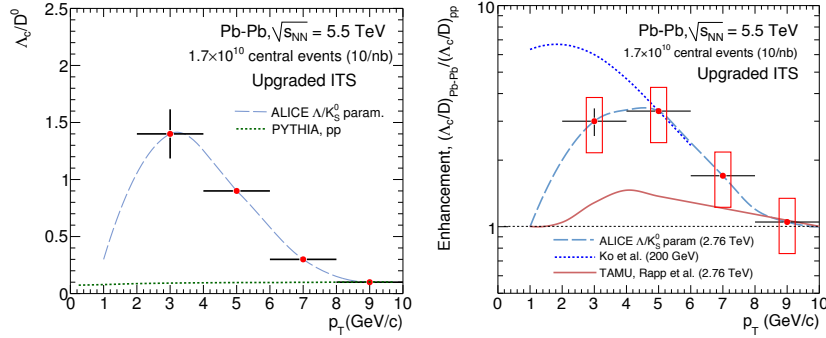 Λc/D⁰
2.5
2
1.5
1
0.5
0
Pb-Pb, √sNN = 5.5 TeV
1.7×10¹⁰ central events (10/nb)
Upgraded ITS
ALICE Λ/K⁰S param.
PYTHIA, pp
0 1 2 3 4 5 6 7 8 9 10
pT (GeV/c)
Enhancement, (Λc/D)Pb-Pb/(Λc/D)pp
10
1
Pb-Pb, √sNN = 5.5 TeV
1.7×10¹⁰ central events (10/nb)
Upgraded ITS
ALICE Λ/K⁰S param (2.76 TeV)
Ko et al. (200 GeV)
TAMU, Rapp et al. (2.76 TeV)
0 1 2 3 4 5 6 7 8 9 10
pT (GeV/c)